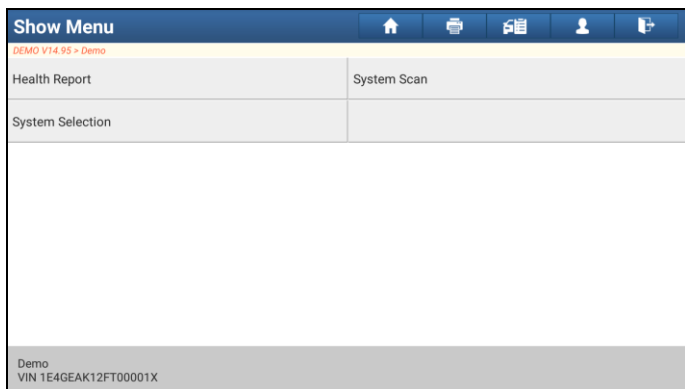 Show Menu
DEMO V14.95 > Demo
Health Report
System Scan
System Selection
Demo
VIN 1E4GEAK12FT00001X